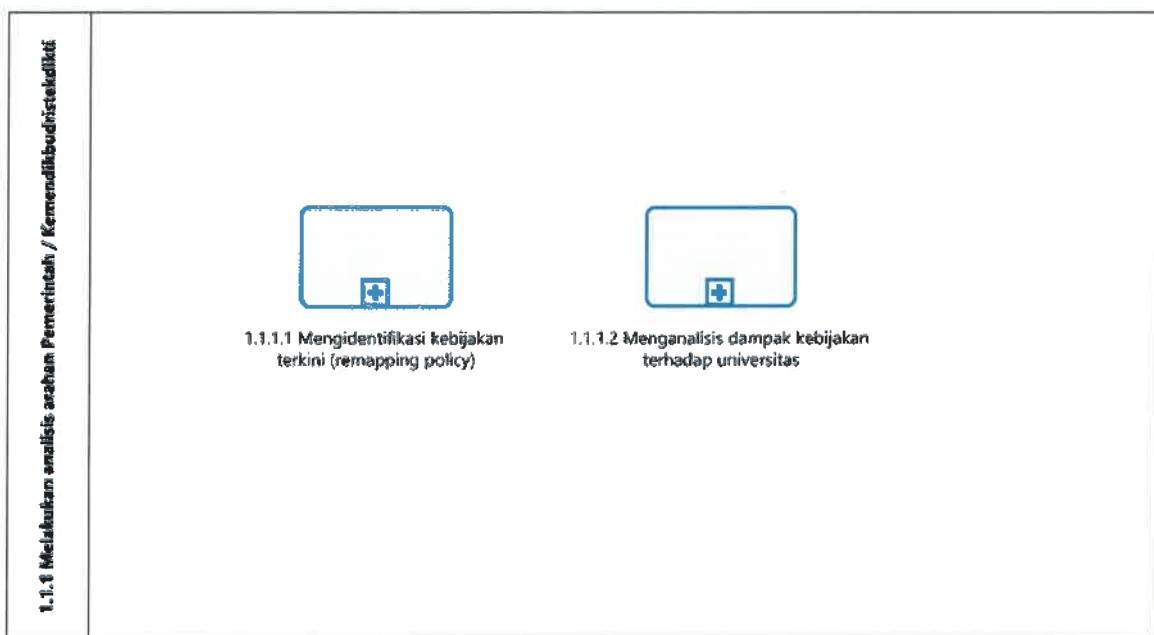 1.1.1 Melakukan analisis arahan Pemerintah / Kemendikbudristekdikti
1.1.1.1 Mengidentifikasi kebijakan
terkini (remapping policy)
1.1.1.2 Menganalisis dampak kebijakan
terhadap universitas